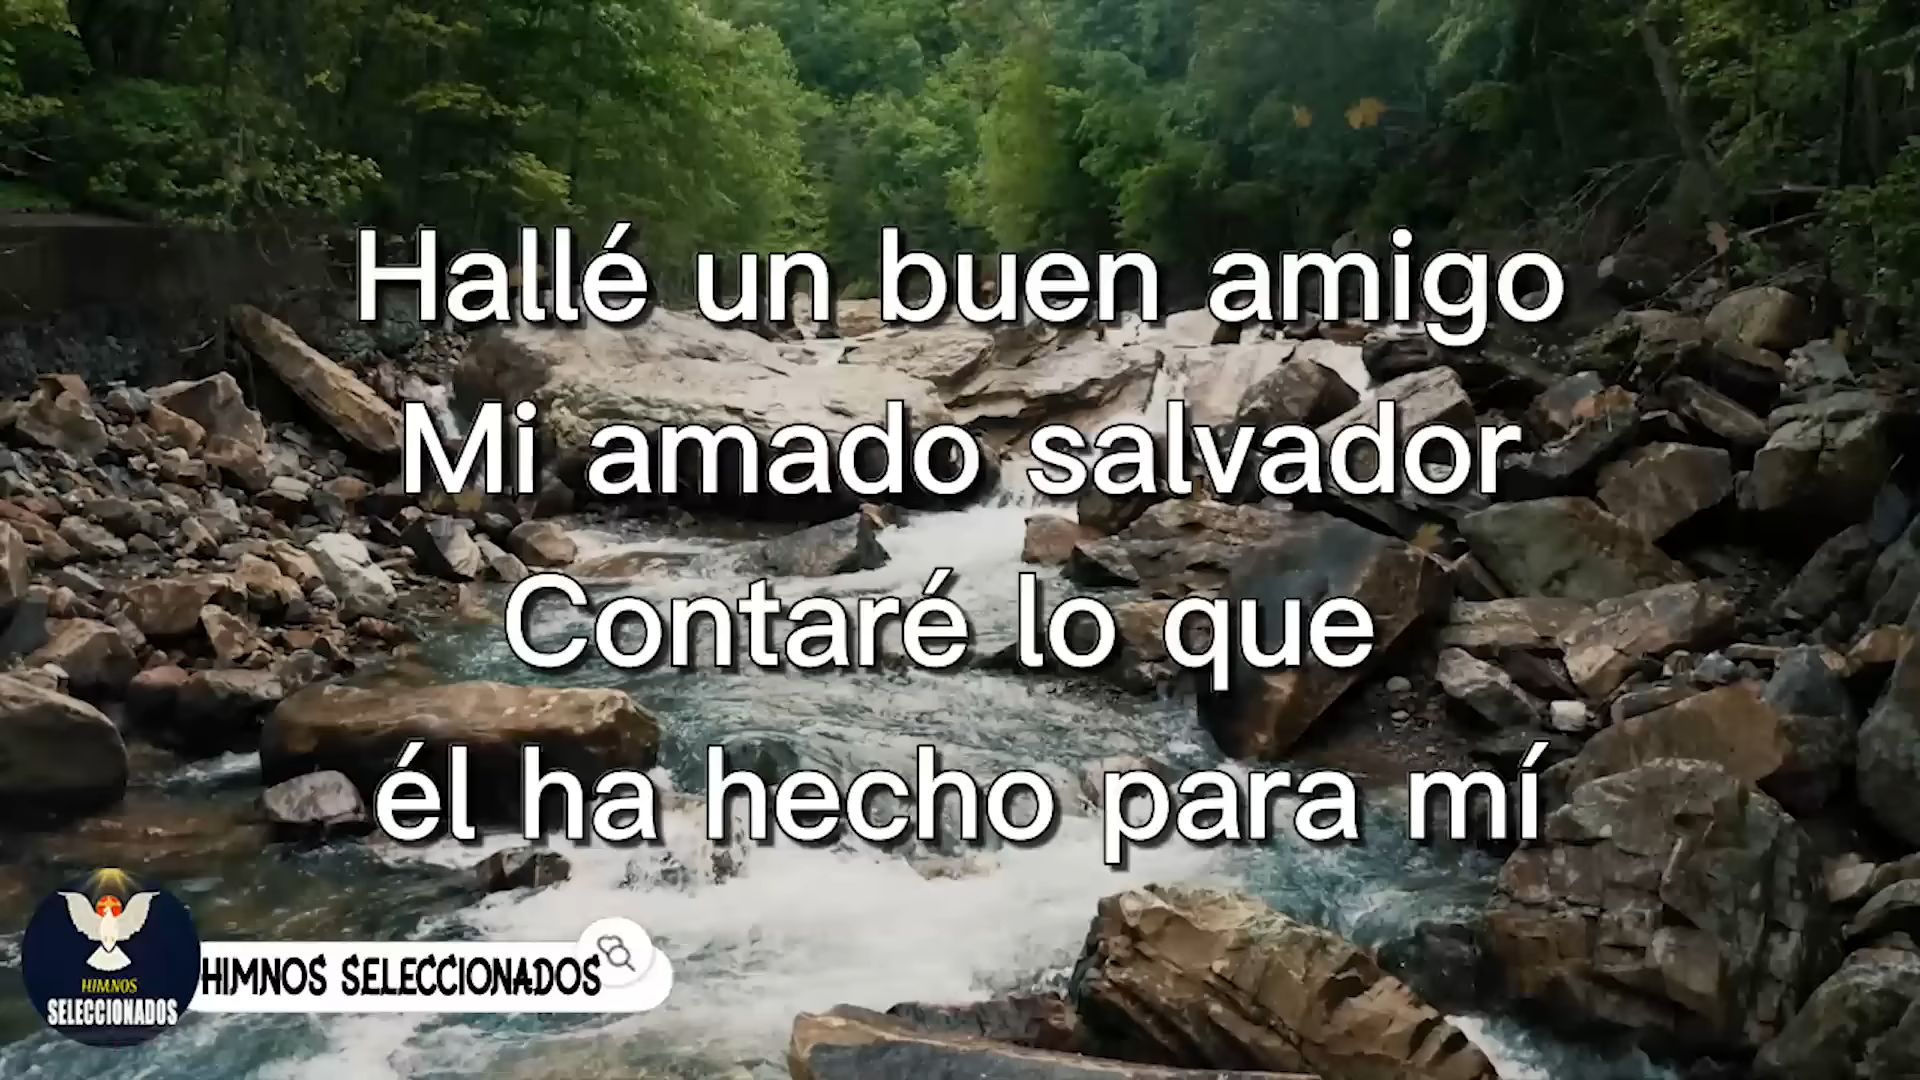 Hallé un buen amigo
Mi amado salvador
Contaré lo que
él ha hecho para mí
HIMNOS
SELECCIONADOS
HIMNOS SELECCIONADOS